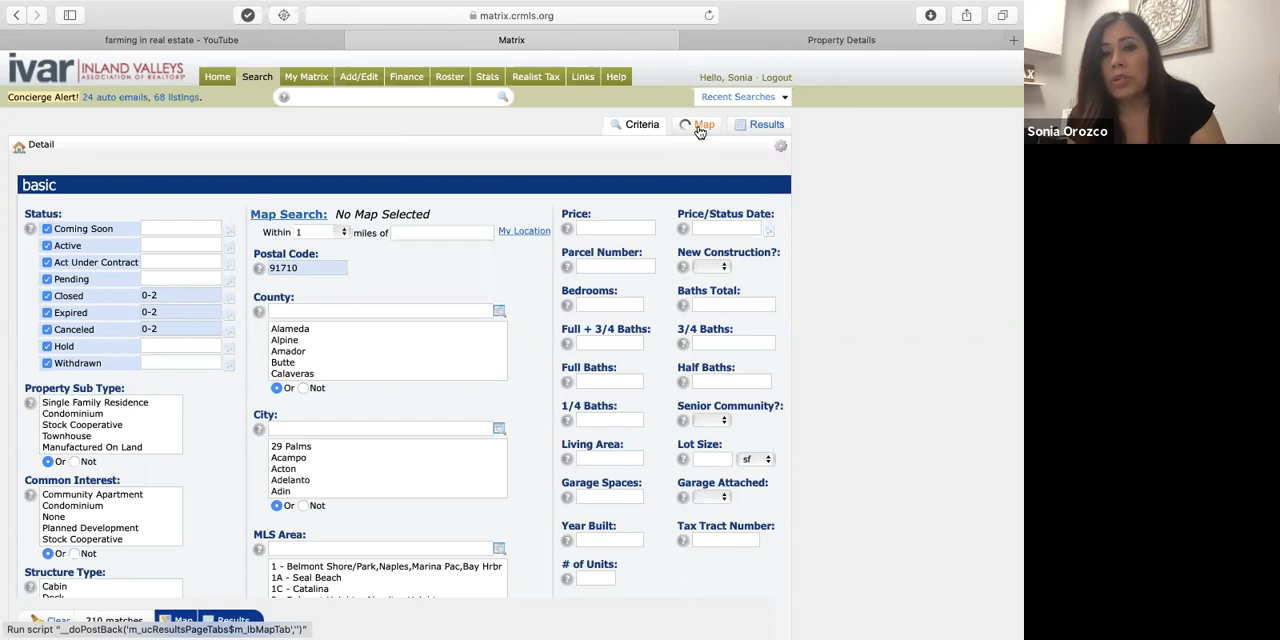 matrix.crmls.org
farming in real estate - YouTube
Matrix
Property Details
ivar INLAND VALLEYS
ASSOCIATION OF REALTORS®
Home Search My Matrix Add/Edit Finance Roster Stats Realist Tax Links Help
Hello, Sonia - Logout
Concierge Alert! 24 auto emails, 68 listings.
Recent Searches
Criteria Map Results
Detail
basic
Status:
Coming Soon
Active
Act Under Contract
Pending
Closed 0-2
Expired 0-2
Canceled 0-2
Hold
Withdrawn
Property Sub Type:
Single Family Residence
Condominium
Stock Cooperative
Townhouse
Manufactured On Land
Or Not
Common Interest:
Community Apartment
Condominium
None
Planned Development
Stock Cooperative
Or Not
Structure Type:
Cabin
Map Search: No Map Selected
Within 1 miles of My Location
Postal Code:
91710
County:
Alameda
Alpine
Amador
Butte
Calaveras
Or Not
City:
29 Palms
Acampo
Acton
Adelanto
Adin
Or Not
MLS Area:
1 - Belmont Shore/Park,Naples,Marina Pac,Bay Hrbr
1A - Seal Beach
1C - Catalina
Price: Price/Status Date:
Parcel Number: New Construction?:
Bedrooms: Baths Total:
Full + 3/4 Baths: 3/4 Baths:
Full Baths: Half Baths:
1/4 Baths: Senior Community?:
Living Area: Lot Size:
sf
Garage Spaces: Garage Attached:
Year Built: Tax Tract Number:
# of Units:
Clear 210 matches Map Results
Run script "__doPostBack('m_ucResultsPageTabs$m_lbMapTab','')"
Sonia Orozco